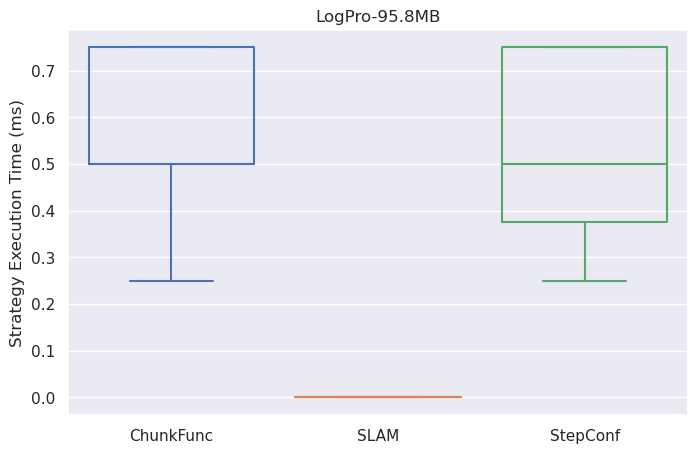 LogPro-95.8MB
Strategy Execution Time (ms)
0.7
0.6
0.5
0.4
0.3
0.2
0.1
0.0
ChunkFunc
SLAM
StepConf